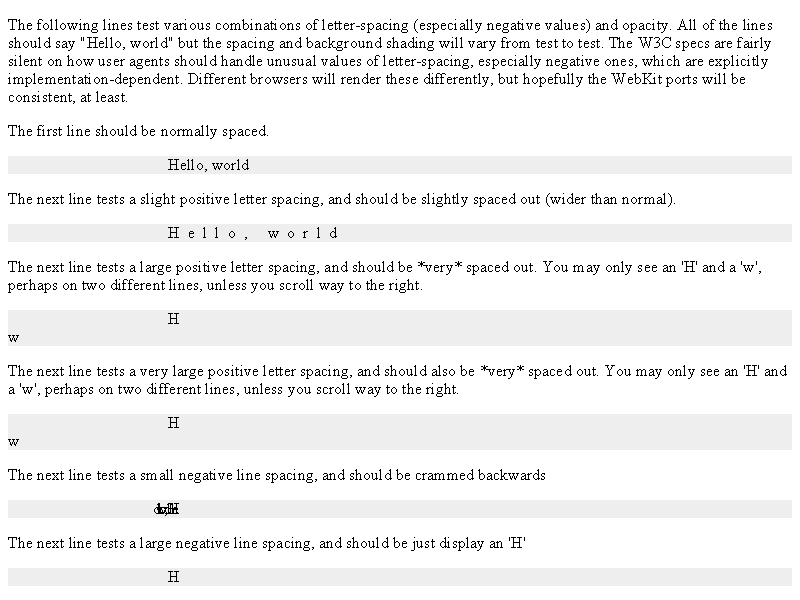 The following lines test various combinations of letter-spacing (especially negative values) and opacity. All of the lines
should say "Hello, world" but the spacing and background shading will vary from test to test. The W3C specs are fairly
silent on how user agents should handle unusual values of letter-spacing, especially negative ones, which are explicitly
implementation-dependent. Different browsers will render these differently, but hopefully the WebKit ports will be
consistent, at least.
The first line should be normally spaced.
Hello, world
The next line tests a slight positive letter spacing, and should be slightly spaced out (wider than normal).
H e l l o ,   w o r l d
The next line tests a large positive letter spacing, and should be *very* spaced out. You may only see an 'H' and a 'w',
perhaps on two different lines, unless you scroll way to the right.
H
w
The next line tests a very large positive letter spacing, and should also be *very* spaced out. You may only see an 'H' and
a 'w', perhaps on two different lines, unless you scroll way to the right.
H
w
The next line tests a small negative line spacing, and should be crammed backwards
The next line tests a large negative line spacing, and should be just display an 'H'
H